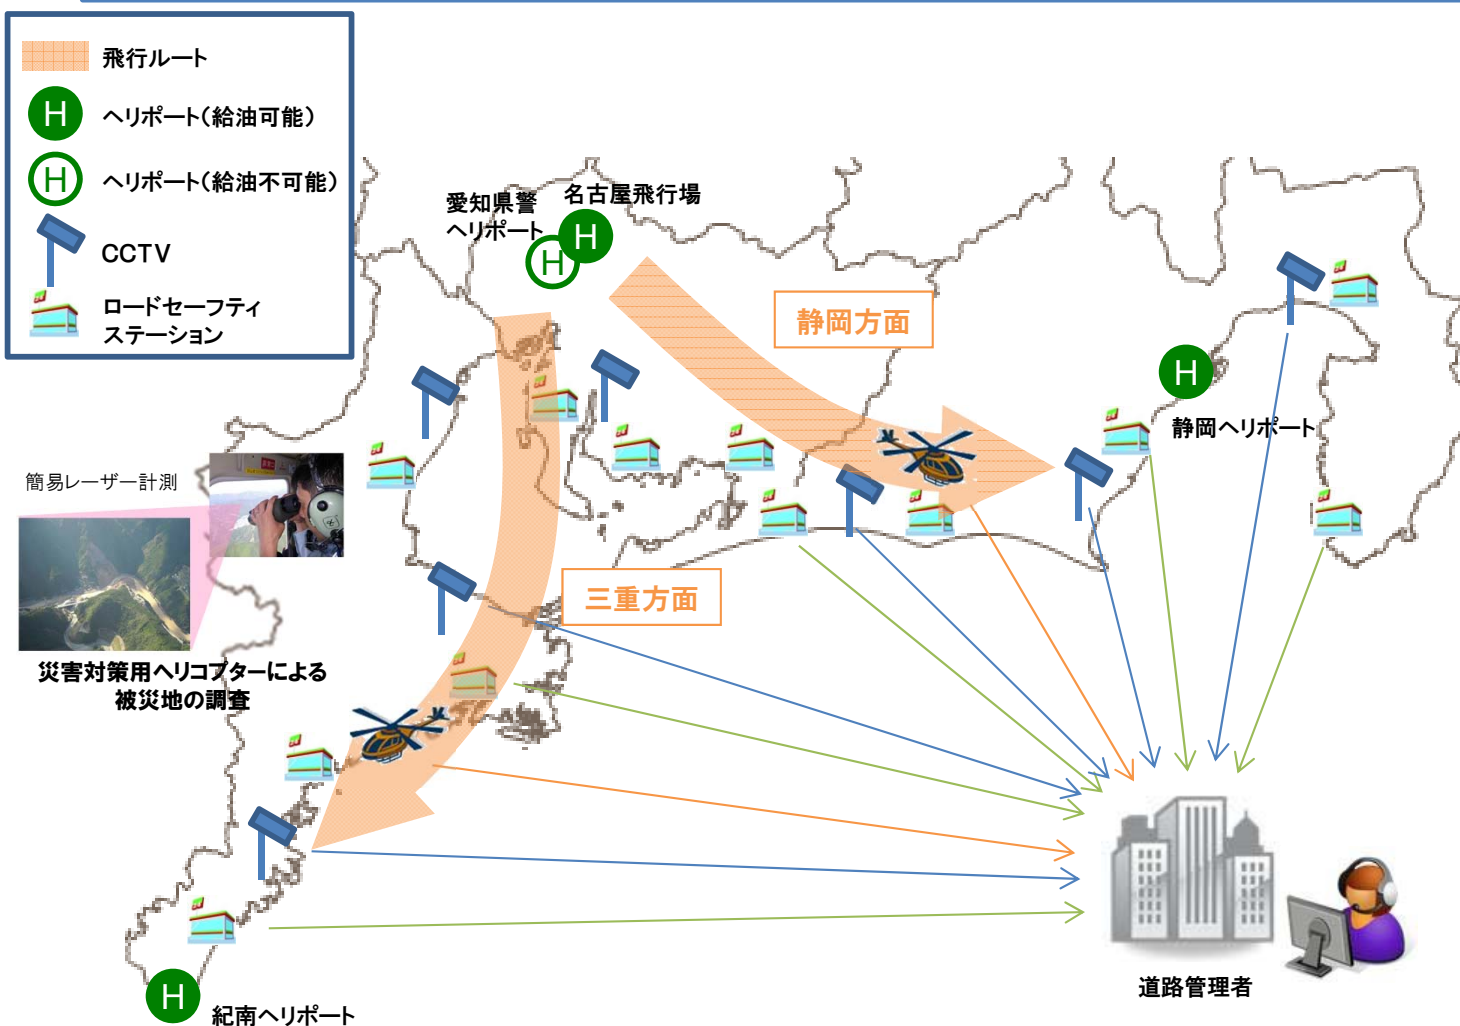 飛行ルート
H
ヘリポート（給油可能）
H
ヘリポート（給油不可能）
CCTV
ロードセーフティ
ステーション
愛知県警
ヘリポート
名古屋飛行場
H
H
静岡方面
H
静岡ヘリポート
簡易レーザー計測
三重方面
災害対策用ヘリコプターによる
被災地の調査
道路管理者
H
紀南ヘリポート